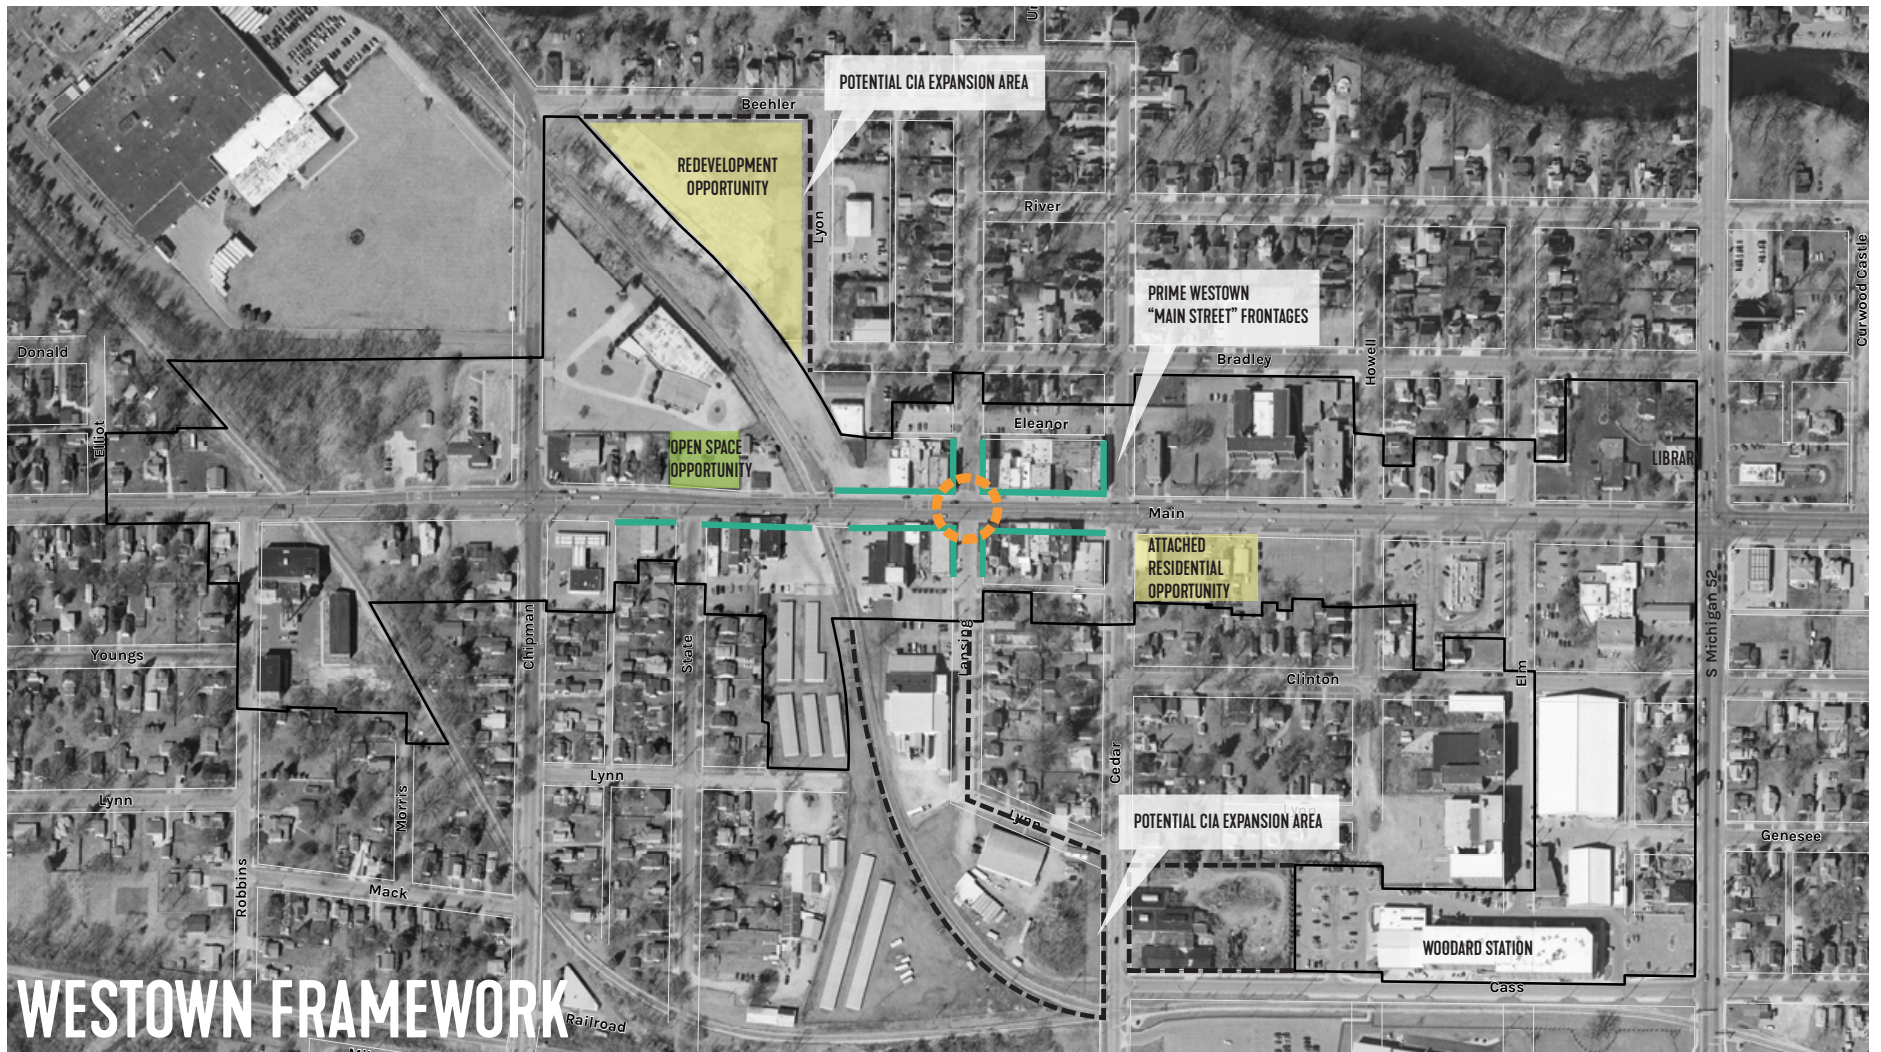 Beehler
POTENTIAL CIA EXPANSION AREA
REDEVELOPMENT
OPPORTUNITY
Lyon
River
Curwood Castle
PRIME WESTOWN
“MAIN STREET” FRONTAGES
Donald
Bradley
Howell
Elliot
Eleanor
OPEN SPACE
OPPORTUNITY
LIBRAR
Main
ATTACHED
RESIDENTIAL
OPPORTUNITY
S Michigan 52
Chipman
State
Lansing
Youngs
Clinton
Elm
Cedar
Lynn
Lynn
Morris
Lynn
Lynn
POTENTIAL CIA EXPANSION AREA
Genesee
Robbins
Mack
WOODARD STATION
Cass
WESTOWN FRAMEWORK
Railroad